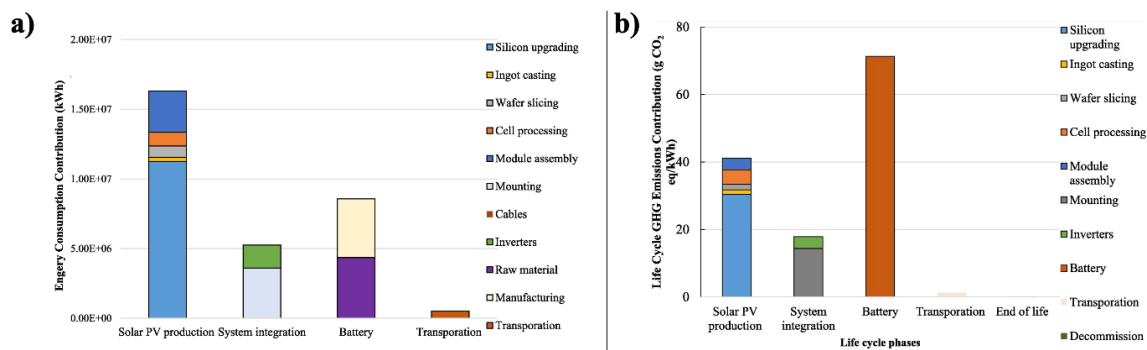 a)
Engery Consumption Contribution (kWh)
2.00E+07
1.50E+07
1.00E+07
5.00E+06
0.00E+00
Solar PV production
System integration
Battery
Transporation
Silicon upgrading
Ingot casting
Wafer slicing
Cell processing
Module assembly
Mounting
Cables
Inverters
Raw material
Manufacturing
Transporation
b)
Life Cycle GHG Emissions Contribution (g CO₂
eq/kWh)
80
60
40
20
0
Solar PV
production
System
integration
Battery
Transporation
End of life
Life cycle phases
Silicon
upgrading
Ingot casting
Wafer slicing
Cell processing
Module
assembly
Mounting
Inverters
Battery
Transporation
Decommission